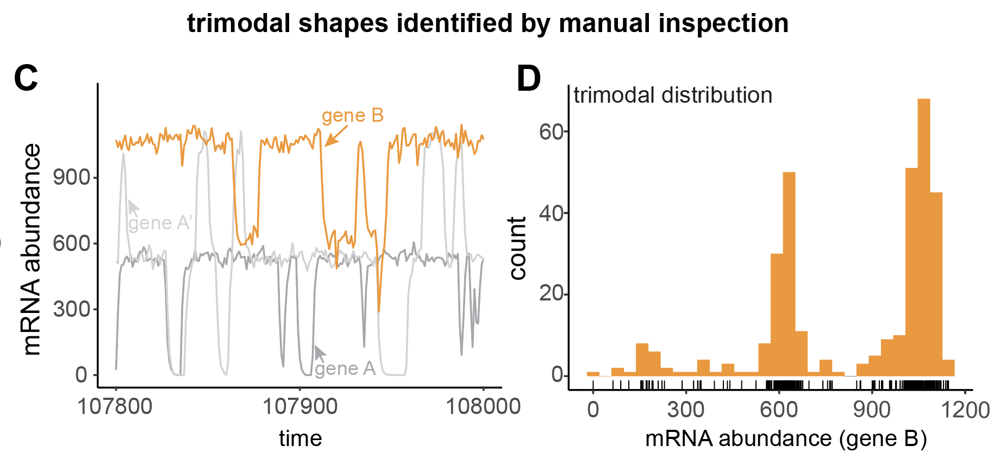 trimodal shapes identified by manual inspection
C
mRNA abundance
900
600
300
0
gene B
gene A’
gene A
107800
107900
108000
time
D
trimodal distribution
count
60
40
20
0
0
300
600
900
1200
mRNA abundance (gene B)